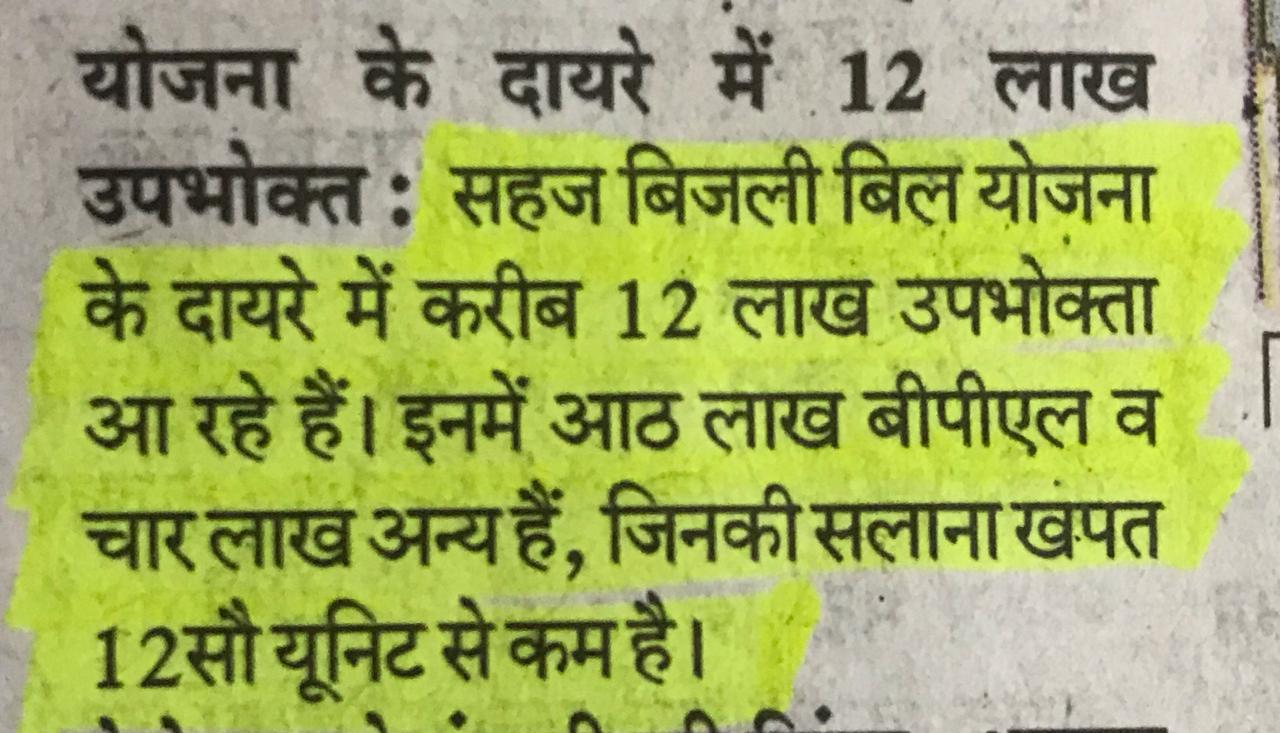 योजना के दायरे में 12 लाख
उपभोक्त : सहज बिजली बिल योजना
के दायरे में करीब 12 लाख उपभोक्ता
आ रहे हैं। इनमें आठ लाख बीपीएल व
चार लाख अन्य हैं, जिनकी सलाना खपत
12सौ यूनिट से कम है।